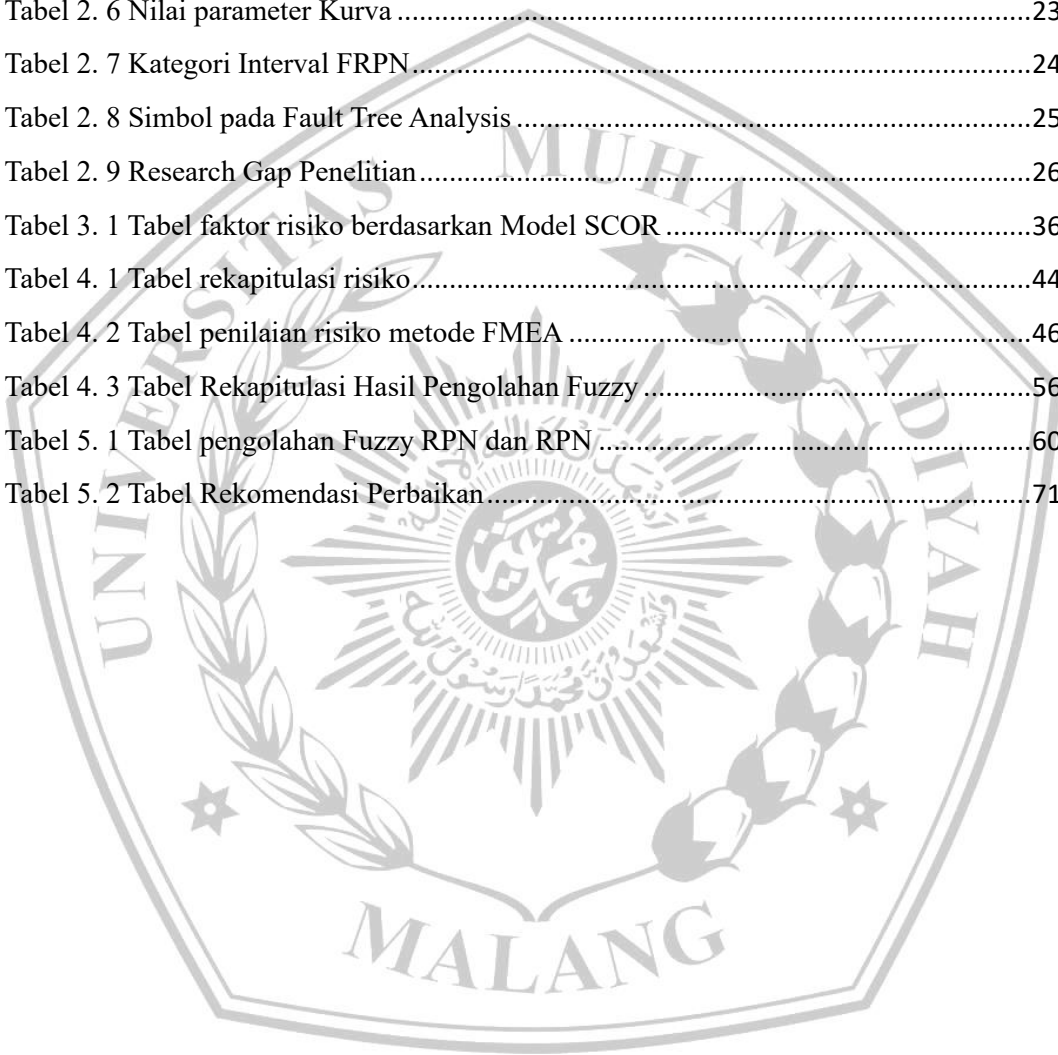 Tabel 2. 6 Nilai parameter Kurva ........................................................................23
Tabel 2. 7 Kategori Interval FRPN ........................................................................24
Tabel 2. 8 Simbol pada Fault Tree Analysis ........................................................................25
Tabel 2. 9 Research Gap Penelitian ........................................................................26
Tabel 3. 1 Tabel faktor risiko berdasarkan Model SCOR ........................................................................36
Tabel 4. 1 Tabel rekapitulasi risiko ........................................................................44
Tabel 4. 2 Tabel penilaian risiko metode FMEA ........................................................................46
Tabel 4. 3 Tabel Rekapitulasi Hasil Pengolahan Fuzzy ........................................................................56
Tabel 5. 1 Tabel pengolahan Fuzzy RPN dan RPN ........................................................................60
Tabel 5. 2 Tabel Rekomendasi Perbaikan ........................................................................71
UNIVERSITAS MUHAMMADIYAH
MALANG